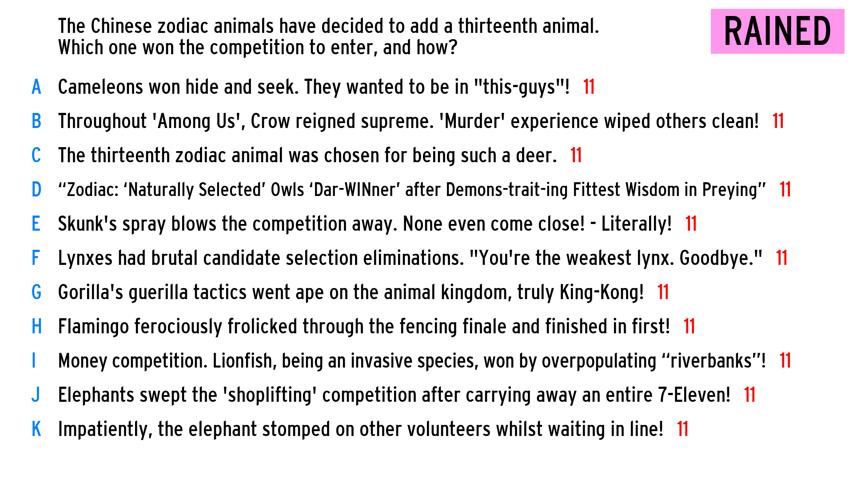 The Chinese zodiac animals have decided to add a thirteenth animal.
Which one won the competition to enter, and how?
RAINED
A Cameleons won hide and seek. They wanted to be in "this-guys"! 11
B Throughout 'Among Us', Crow reigned supreme. 'Murder' experience wiped others clean! 11
C The thirteenth zodiac animal was chosen for being such a deer. 11
D “Zodiac: ‘Naturally Selected’ Owls ‘Dar-WINner’ after Demons-trait-ing Fittest Wisdom in Preying” 11
E Skunk's spray blows the competition away. None even come close! - Literally! 11
F Lynxes had brutal candidate selection eliminations. "You're the weakest lynx. Goodbye." 11
G Gorilla's guerilla tactics went ape on the animal kingdom, truly King-Kong! 11
H Flamingo ferociously frolicked through the fencing finale and finished in first! 11
I Money competition. Lionfish, being an invasive species, won by overpopulating “riverbanks”! 11
J Elephants swept the 'shoplifting' competition after carrying away an entire 7-Eleven! 11
K Impatiently, the elephant stomped on other volunteers whilst waiting in line! 11